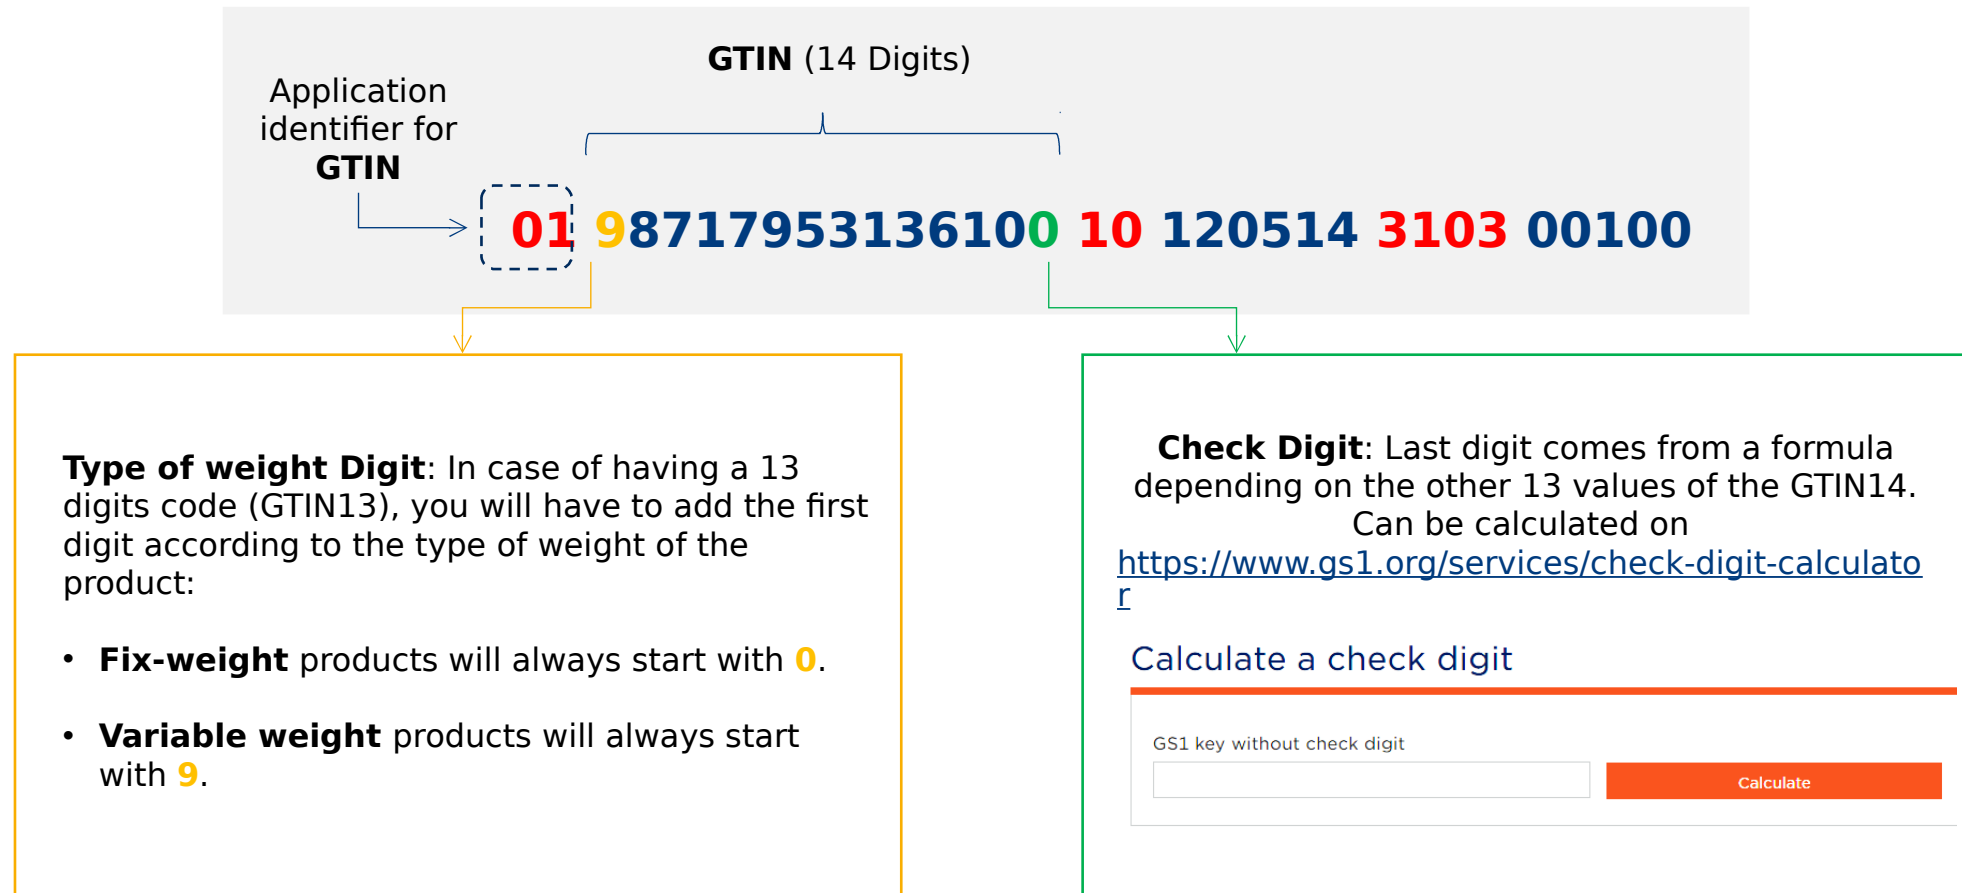 GTIN (14 Digits)
Application
identifier for
GTIN
01 98717953136100 10 120514 3103 00100
Type of weight Digit: In case of having a 13
digits code (GTIN13), you will have to add the first
digit according to the type of weight of the
product:
• Fix-weight products will always start with 0.
• Variable weight products will always start
with 9.
Check Digit: Last digit comes from a formula
depending on the other 13 values of the GTIN14.
Can be calculated on
https://www.gs1.org/services/check-digit-calculato
r
Calculate a check digit
GS1 key without check digit
Calculate